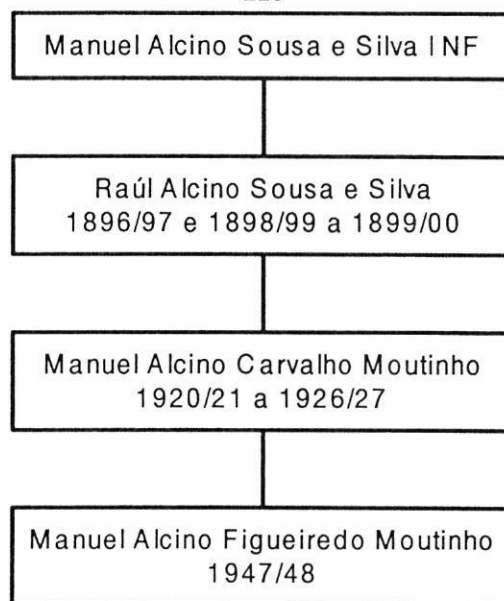 Manuel Alcino Sousa e Silva INF
Raúl Alcino Sousa e Silva
1896/97 e 1898/99 a 1899/00
Manuel Alcino Carvalho Moutinho
1920/21 a 1926/27
Manuel Alcino Figueiredo Moutinho
1947/48